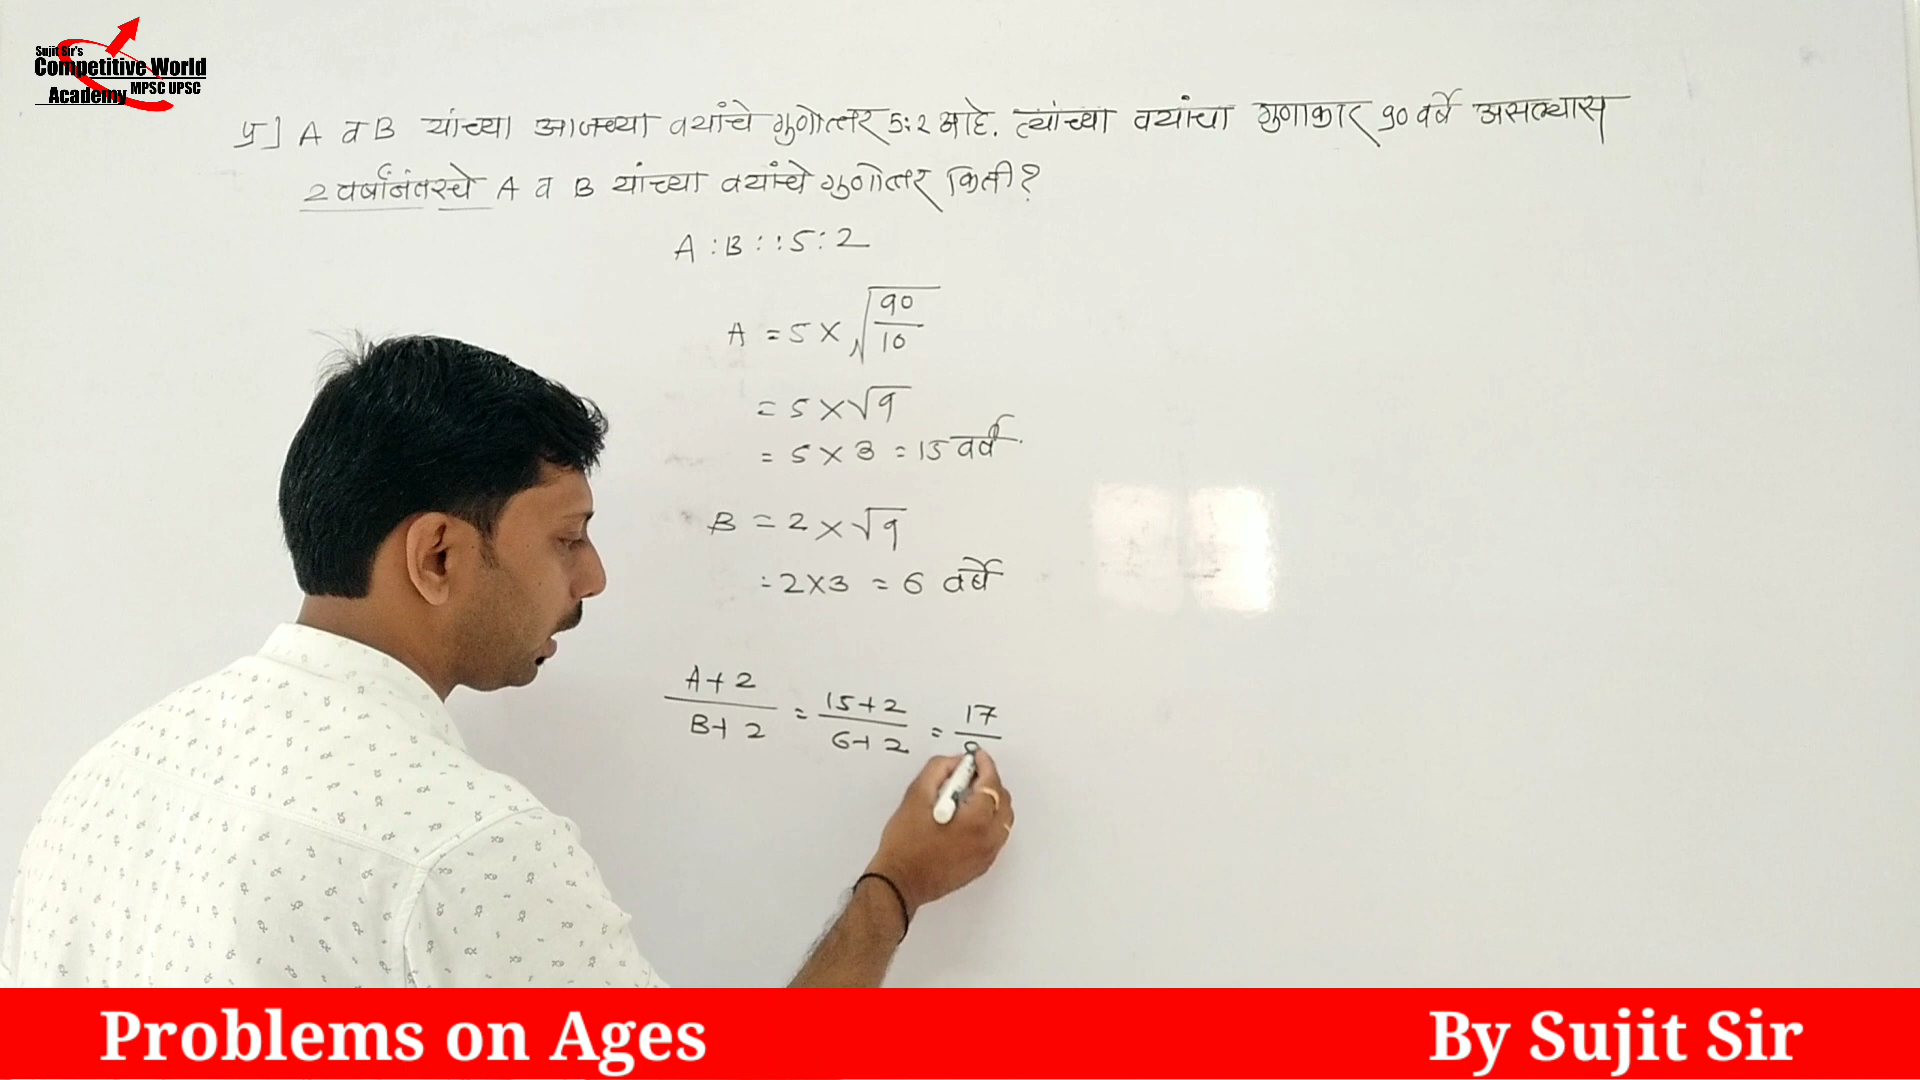 Sujit Sir's
Competitive World
Academy MPSC UPSC
प्र] A व B यांच्या आजच्या वयांचे गुणोत्तर 5:2 आहे. त्यांच्या वयांचा गुणाकार 90 वर्षे असल्यास
2 वर्षांनंतरचे A व B यांच्या वयांचे गुणोत्तर किती?
A : B : : 5 : 2
A = 5 × √90/10
= 5 × √9
= 5 × 3 = 15 वर्षे
B = 2 × √9
= 2×3 = 6 वर्षे
A+2/B+2 = 15+2/6+2 = 17/8
Problems on Ages
By Sujit Sir